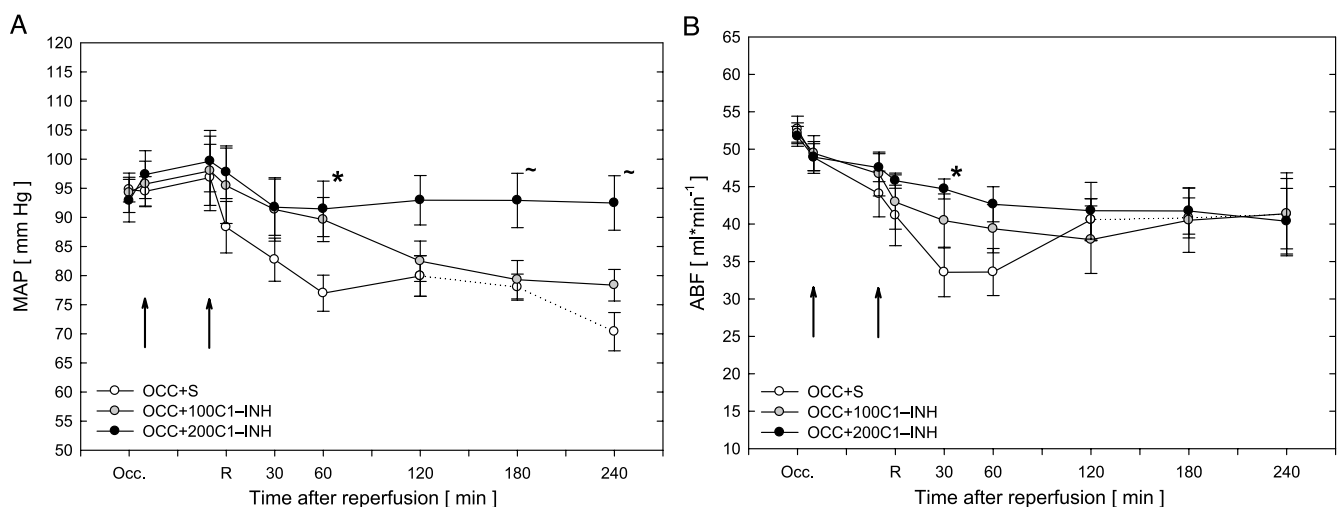 A
120
115
110
105
100
95
90
85
80
75
70
65
60
55
50
MAP [ mm Hg]
*
~
~
OCC+S
OCC+100C1–INH
OCC+200C1–INH
Occ. R 30 60 120 180 240
Time after reperfusion [ min ]
B
65
60
55
50
45
40
35
30
25
20
15
10
ABF [ ml*min-1]
*
OCC+S
OCC+100C1–INH
OCC+200C1–INH
Occ. R 30 60 120 180 240
Time after reperfusion [ min ]